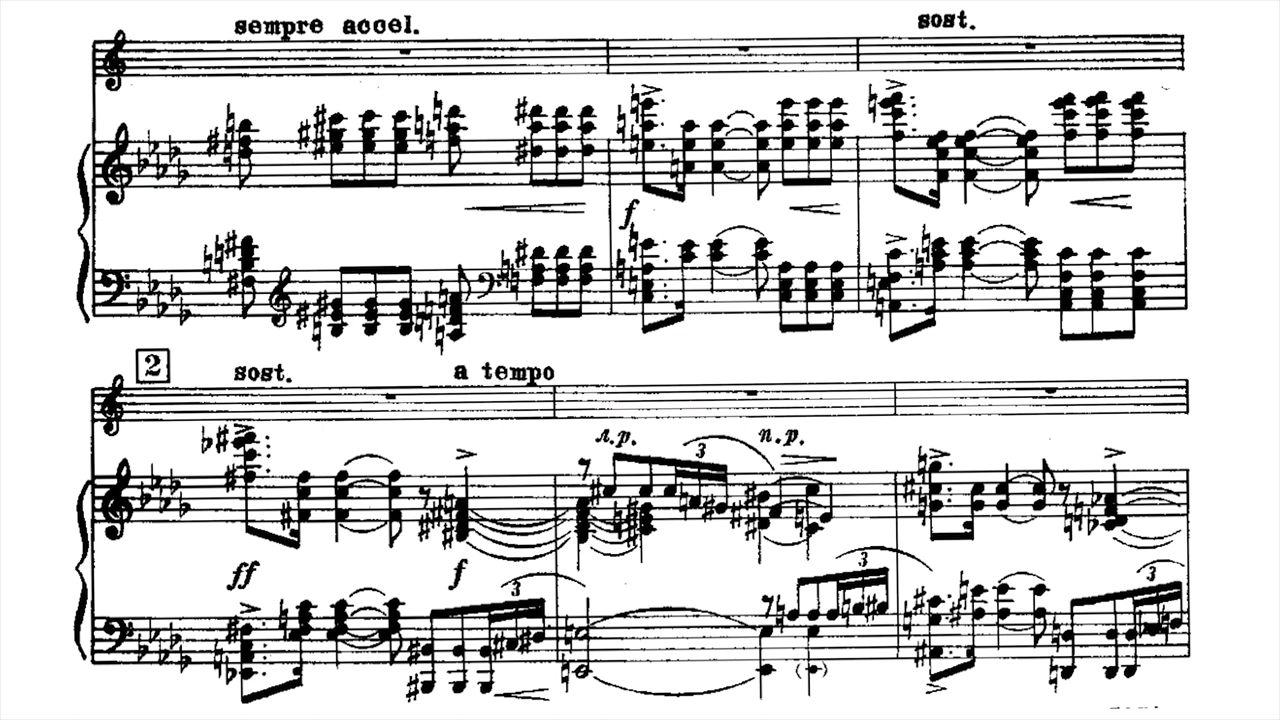 sempre accel.
sost.
f
2
sost.
a tempo
л.р.
3
п.р.
ff
f
3
3
3